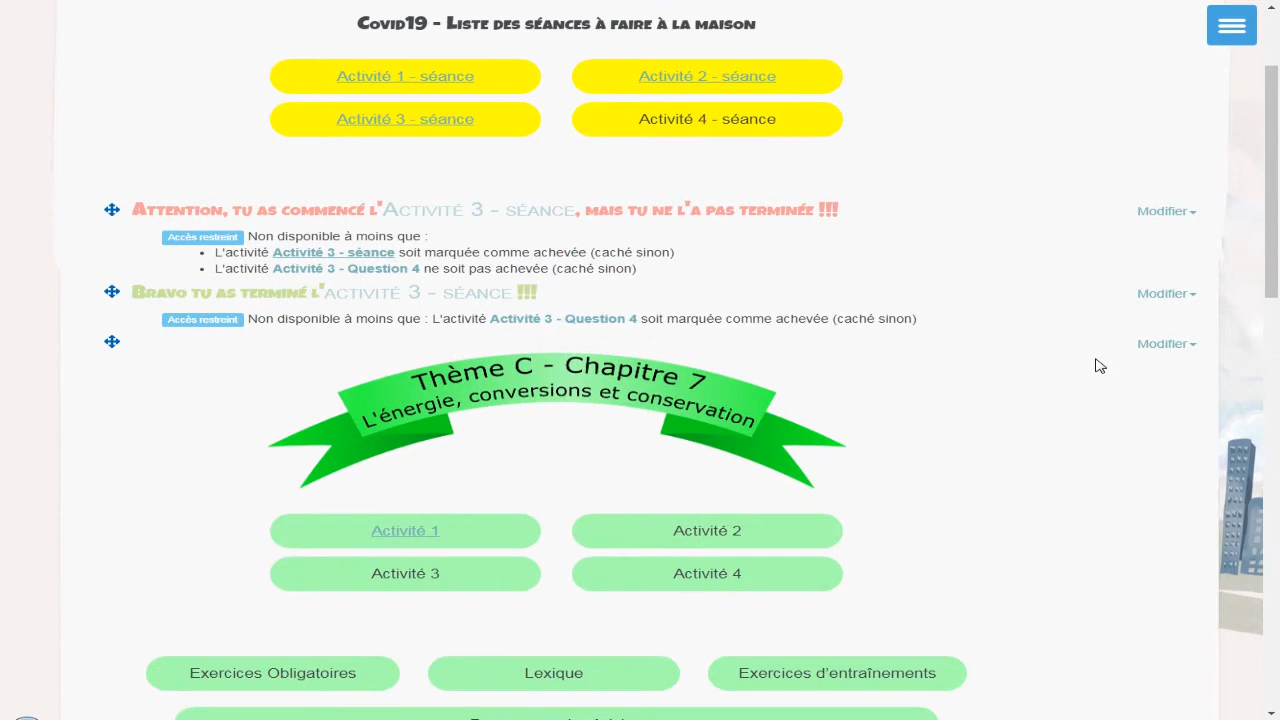 Covid19 - Liste des séances à faire à la maison
Activité 1 - séance
Activité 2 - séance
Activité 3 - séance
Activité 4 - séance
Attention, tu as commencé l'Activité 3 - séance, mais tu ne l'a pas terminée !!!
Modifier
Accès restreint Non disponible à moins que :
• L'activité Activité 3 - séance soit marquée comme achevée (caché sinon)
• L'activité Activité 3 - Question 4 ne soit pas achevée (caché sinon)
Bravo tu as terminé l'activité 3 - séance !!!
Modifier
Accès restreint Non disponible à moins que : L'activité Activité 3 - Question 4 soit marquée comme achevée (caché sinon)
Modifier
Thème C - Chapitre 7
L'énergie, conversions et conservation
Activité 1
Activité 2
Activité 3
Activité 4
Exercices Obligatoires
Lexique
Exercices d'entraînements